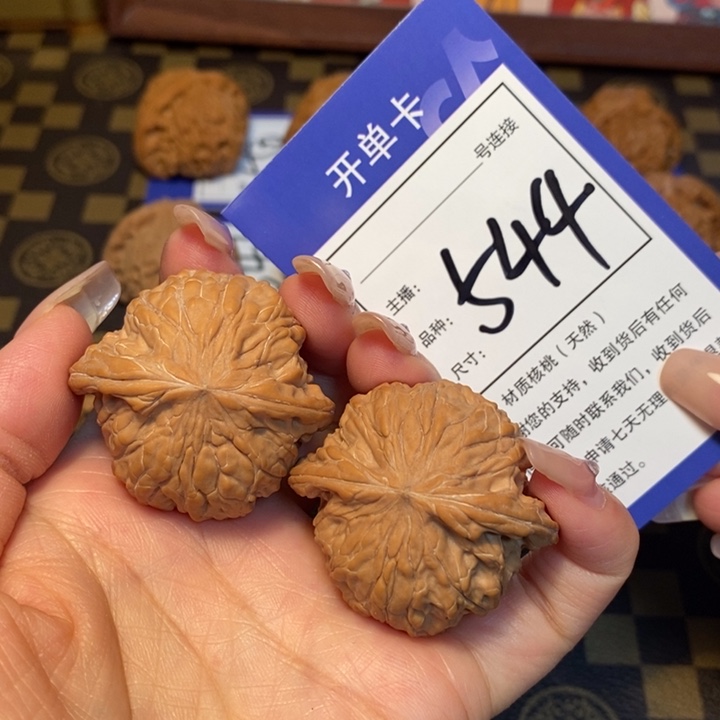 开单卡
号连接
主播：
544
品种：
尺寸：
材质核桃（天然）
谢您的支持，收到货后有任何
可随时联系我们，收到货后
申请七天无理
通过。